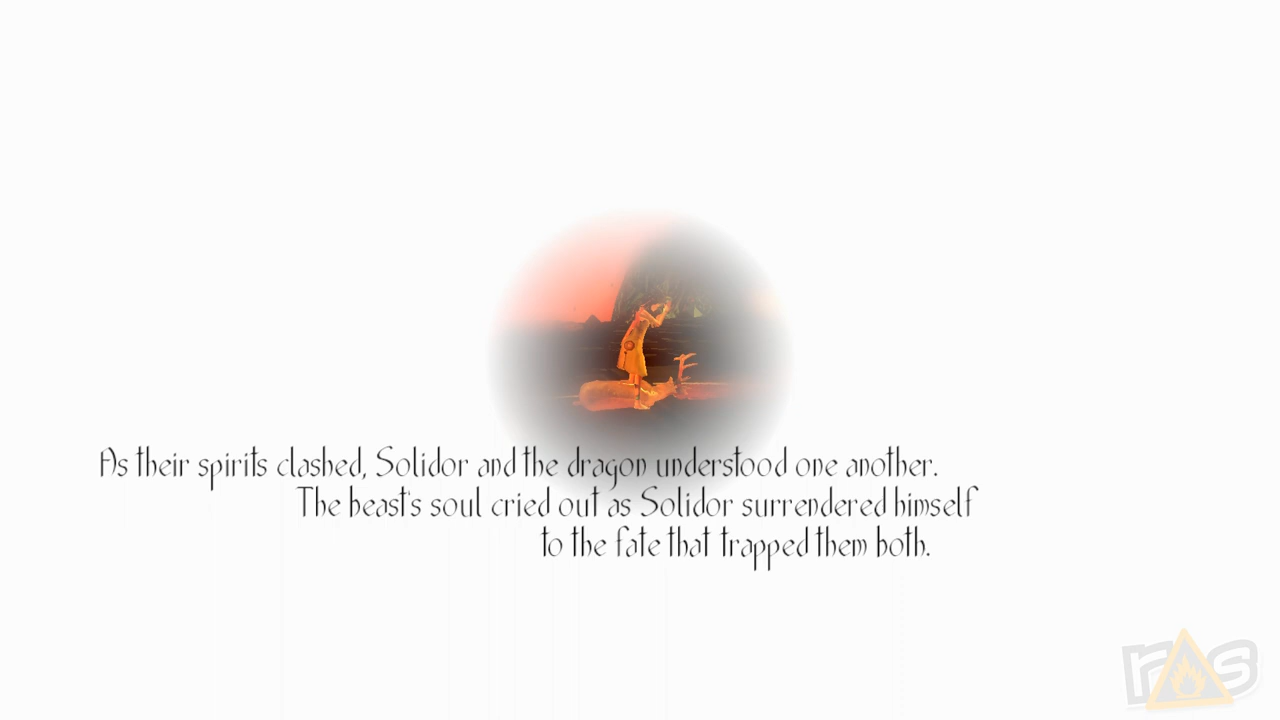 As their spirits clashed, Solidor and the dragon understood one another.
The beast's soul cried out as Solidor surrendered himself
to the fate that trapped them both.
ras